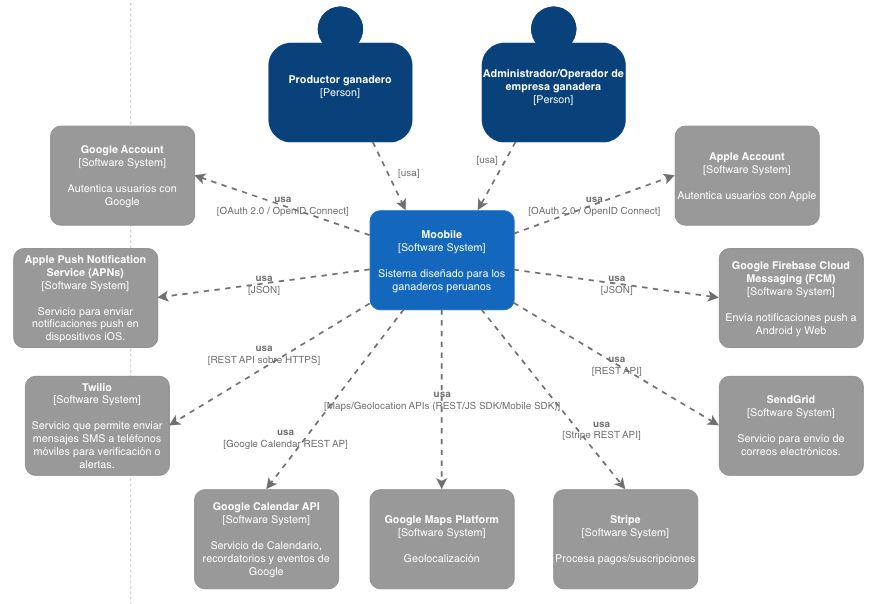 Productor ganadero
[Person]
Administrador/Operador de
empresa ganadera
[Person]
Google Account
[Software System]
Autentica usuarios con
Google
Apple Account
[Software System]
Autentica usuarios con Apple
[usa]
[usa]
usa
[OAuth 2.0 / OpenID Connect]
usa
[OAuth 2.0 / OpenID Connect]
Moobile
[Software System]
Sistema diseñado para los
ganaderos peruanos
Apple Push Notification
Service (APNs)
[Software System]
Servicio para enviar
notificaciones push en
dispositivos iOS.
usa
[JSON]
usa
[JSON]
Google Firebase Cloud
Messaging (FCM)
[Software System]
Envía notificaciones push a
Android y Web
usa
[REST API sobre HTTPS]
usa
[REST API]
Twilio
[Software System]
Servicio que permite enviar
mensajes SMS a teléfonos
móviles para verificación o
alertas.
usa
[Maps/Geolocation APIs (REST/JS SDK/Mobile SDK)]
SendGrid
[Software System]
Servicio para envío de
correos electrónicos.
usa
[Google Calendar REST AP]
usa
[Stripe REST API]
Google Calendar API
[Software System]
Servicio de Calendario,
recordatorios y eventos de
Google
Google Maps Platform
[Software System]
Geolocalización
Stripe
[Software System]
Procesa pagos/suscripciones